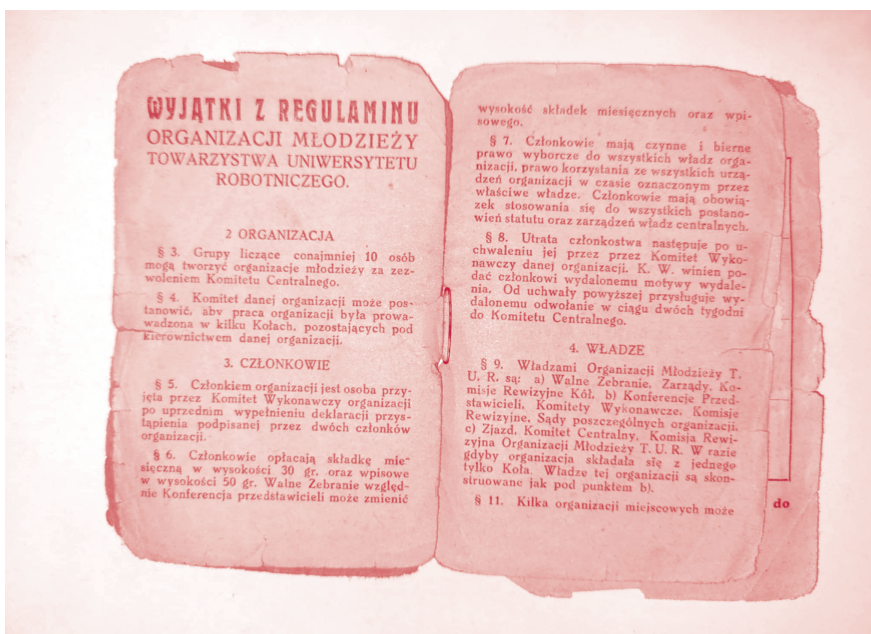 WYJĄTKI Z REGULAMINU
ORGANIZACJI MŁODZIEŻY
TOWARZYSTWA UNIWERSYTETU
ROBOTNICZEGO.
2 ORGANIZACJA
§ 3. Grupy liczące conajmniej 10 osób
mogą tworzyć organizacje młodzieży za zez-
woleniem Komitetu Centralnego.
§ 4. Komitet danej organizacji może pos-
tanowić, aby praca organizacji była prowa-
wadzona w kilku Kołach, pozostających pod
kierownictwem danej organizacji.
3. CZŁONKOWIE
§ 5. Członkiem organizacji jest osoba przy-
jęta przez Komitet Wykonawczy organizacji
po uprzednim wypełnieniu deklaracji przys-
tąpienia podpisanej przez dwóch członków
organizacji.
§ 6. Członkowie opłacają składkę mie-
sięczną w wysokości 30 gr. oraz wpisowe
w wysokości 50 gr. Walne Zebranie względ-
nie Konferencja przedstawicieli może zmienić
wysokość składek miesięcznych oraz wpi-
sowego.
§ 7. Członkowie mają czynne i bierne
prawo wyborcze do wszystkich władz orga-
nizacji, prawo korzystania ze wszystkich urzą-
dzeń organizacji w czasie oznaczonym przez
właściwe władze. Członkowie mają obowią-
zek stosowania się do wszystkich postano-
wień statutu oraz zarządzeń władz centralnych.
§ 8. Utrata członkostwa następuje po u-
chwaleniu jej przez przez Komitet Wyko-
nawczy danej organizacji. K. W. winien po-
dać członkowi wydalonemu motywy wydale-
nia. Od uchwały powyższej przysługuje wy-
dalonemu odwołanie w ciągu dwóch tygodni
do Komitetu Centralnego.
4. WŁADZE
§ 9. Władzami Organizacji Młodzieży T.
U. R. są: a) Walne Zebranie, Zarządy, Ko-
misje Rewizyjne Kół, b) Konferencje Przed-
stawicieli, Komitety Wykonawcze, Komisje
Rewizyjne, Sądy poszczególnych organizacji,
c) Zjazd, Komitet Centralny, Komisja Rewi-
zyjna Organizacji Młodzieży T. U. R. W razie
gdyby organizacja składała się z jednego
tylko Koła. Władze tej organizacji są skon-
struowane jak pod punktem b).
§ 11. Kilka organizacji miejscowych może
do